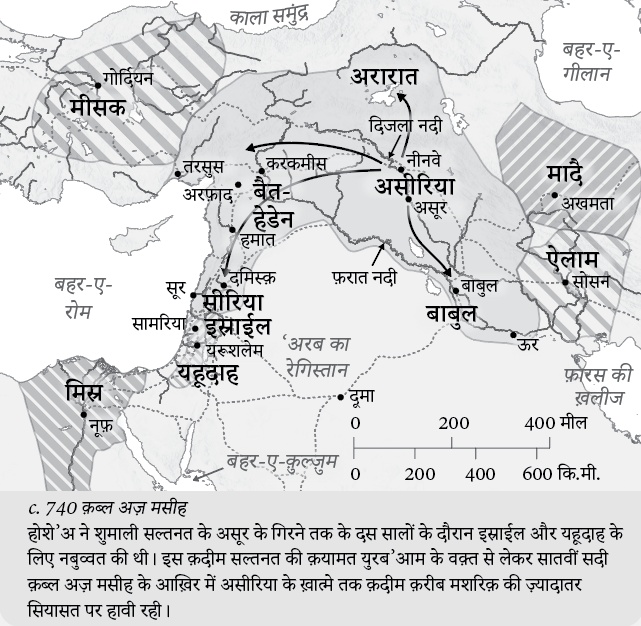 काला समुंद्र
बहर-ए-
गीलान
गोर्दियन
मीसक
अरारात
दिजला नदी
तरसुस
करकमीस
नीनवे
अरफ़ाद
बैत-
हेडेन
असीरिया
असूर
मादै
अखमता
हमात
ऐलाम
सोसन
बहर-ए-
रोम
सूर
दमिस्क़
सीरिया
फ़रात नदी
बाबुल
बाबुल
सामरिया
इस्राईल
यरूशलेम
यहूदाह
ऊर
‘अरब का
रेगिस्तान
फ़ारस की
ख़लीज
मिस्र
नूफ़
दूमा
बहर-ए-क़ुल्ज़ुम
0 200 400 मील
0 200 400 600 कि.मी.
c. 740 क़ब्ल अज़ मसीह
होशे’अ ने शुमाली सल्तनत के असूर के गिरने तक के दस सालों के दौरान इस्राईल और यहूदाह के
लिए नबुव्वत की थी। इस क़दीम सल्तनत की क़यामत युरब’आम के वक़्त से लेकर सातवीं सदी
क़ब्ल अज़ मसीह के आख़िर में असीरिया के ख़ात्मे तक क़दीम क़रीब मशरिक़ की ज़्यादातर
सियासत पर हावी रही।